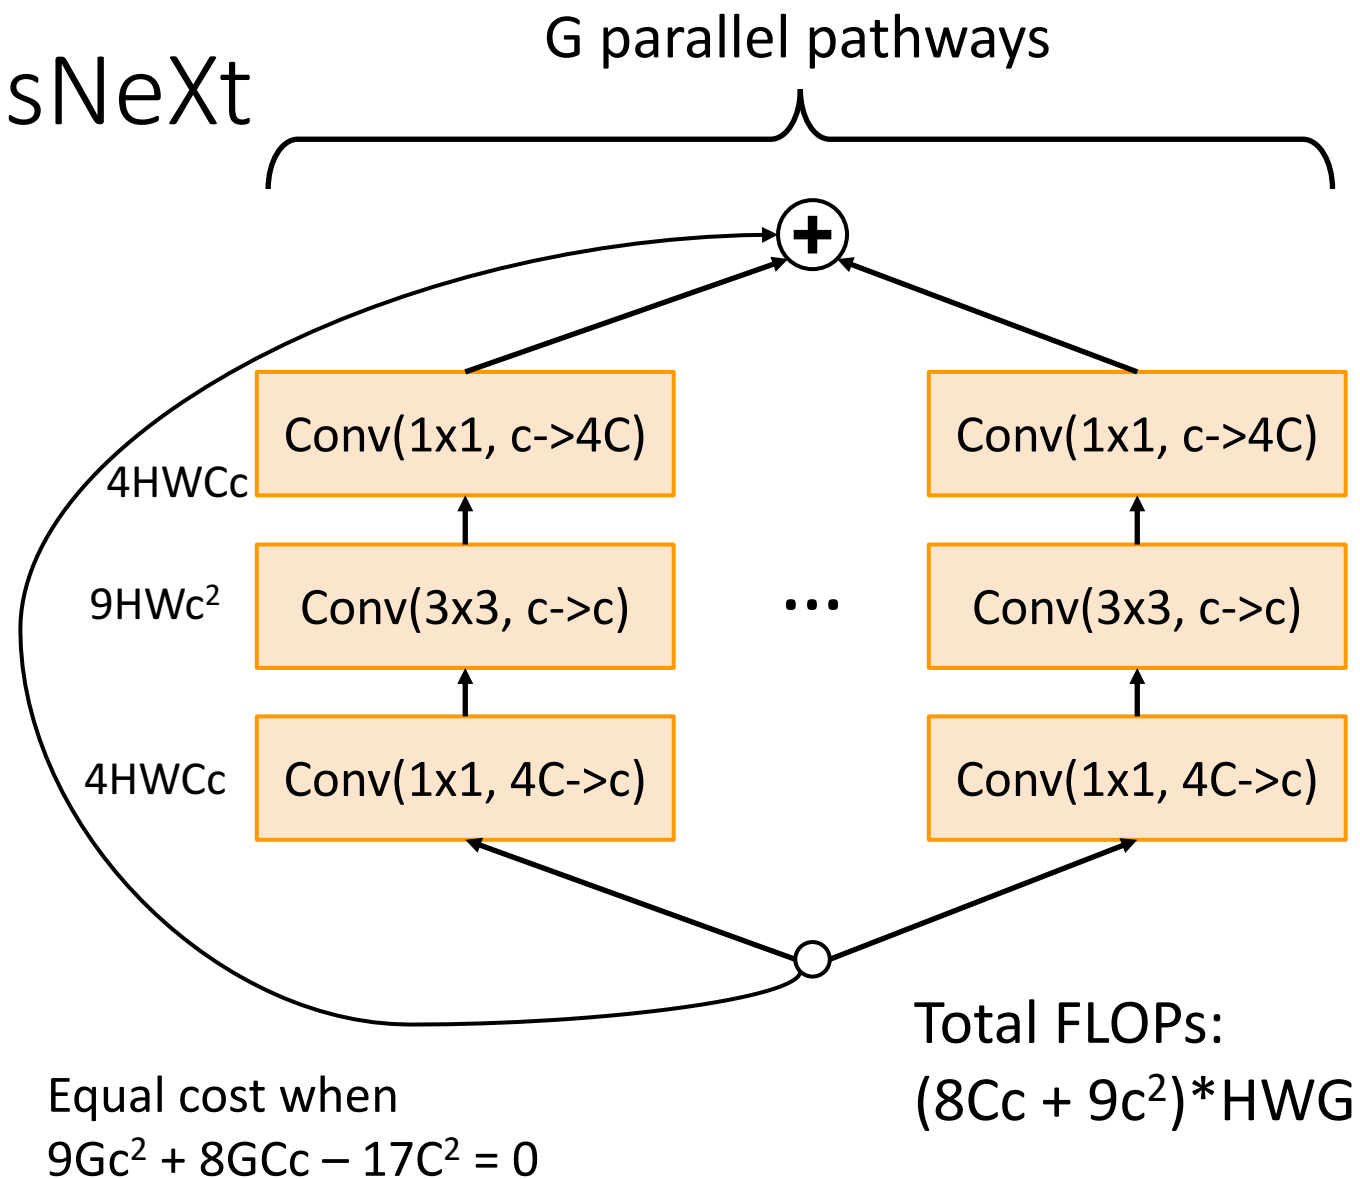 G parallel pathways
sNeXt
Conv(1x1, c->4C)
Conv(1x1, c->4C)
4HWCc
9HWc²
Conv(3x3, c->c)
...
Conv(3x3, c->c)
4HWCc
Conv(1x1, 4C->c)
Conv(1x1, 4C->c)
Total FLOPs:
(8Cc + 9c²)*HWG
Equal cost when
9Gc² + 8GCc – 17C² = 0